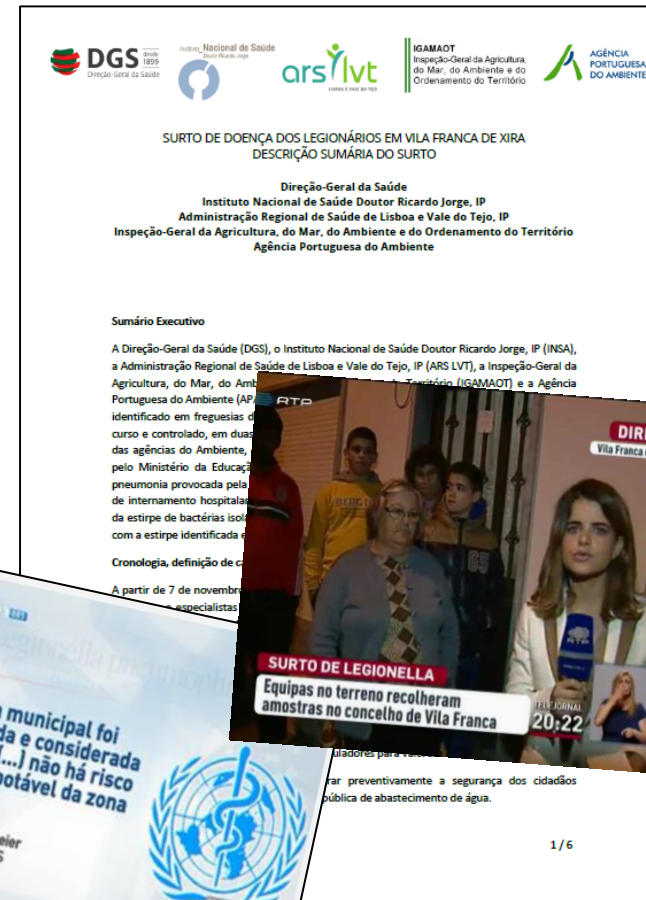 DGS desde 1899
Direção-Geral da Saúde
Instituto_Nacional de Saúde
Doutor Ricardo Jorge
ars lvt
LISBOA E VALE DO TEJO
IGAMAOT
Inspeção-Geral da Agricultura,
do Mar, do Ambiente e do
Ordenamento do Território
AGÊNCIA
PORTUGUESA
DO AMBIENTE
SURTO DE DOENÇA DOS LEGIONÁRIOS EM VILA FRANCA DE XIRA
DESCRIÇÃO SUMÁRIA DO SURTO
Direção-Geral da Saúde
Instituto Nacional de Saúde Doutor Ricardo Jorge, IP
Administração Regional de Saúde de Lisboa e Vale do Tejo, IP
Inspeção-Geral da Agricultura, do Mar, do Ambiente e do Ordenamento do Território
Agência Portuguesa do Ambiente
Sumário Executivo
A Direção-Geral da Saúde (DGS), o Instituto Nacional de Saúde Doutor Ricardo Jorge, IP (INSA),
a Administração Regional de Saúde de Lisboa e Vale do Tejo, IP (ARS LVT), a Inspeção-Geral da
Agricultura, do Mar, do Amb Território (IGAMAOT) e a Agência
Portuguesa do Ambiente (APA
identificado em freguesias d
curso e controlado, em duas
das agências do Ambiente,
pelo Ministério da Educaçã
pneumonia provocada pela
de internamento hospitalar
da estirpe de bactérias isol
com a estirpe identificada e
Cronologia, definição de ca
A partir de 7 de novembro
especialistas
RTP
DIR
Vila Franca
SURTO DE LEGIONELLA
Equipas no terreno recolheram
amostras no concelho de Vila Franca
TELEJORNAL
20:22
municipal foi
da e considerada
(...) não há risco
potável da zona
eier
S
uladores para
rar preventivamente a segurança dos cidadãos
pública de abastecimento de água.
1 / 6